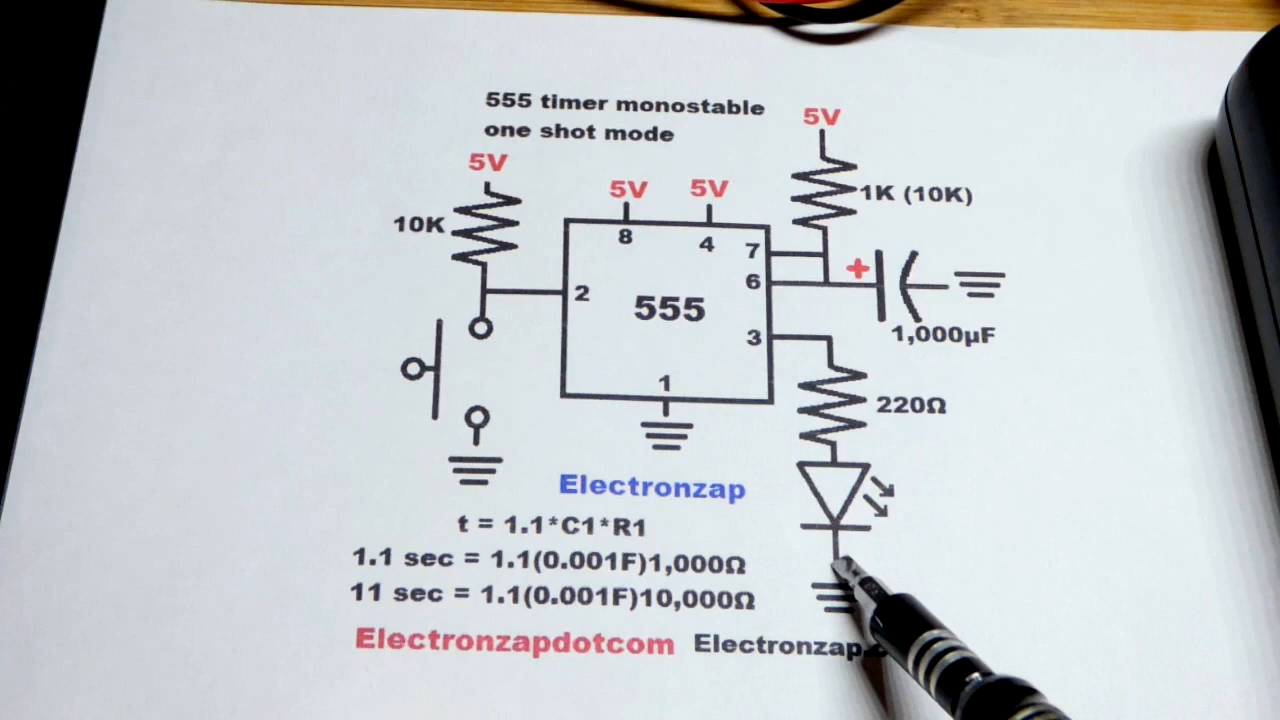 555 timer monostable
one shot mode
5V
5V
5V
5V
10K
1K (10K)
8
4
7
6
2
555
3
1
1,000µF
220Ω
+
Electronzap
t = 1.1*C1*R1
1.1 sec = 1.1(0.001F)1,000Ω
11 sec = 1.1(0.001F)10,000Ω
Electronzapdotcom Electronzap